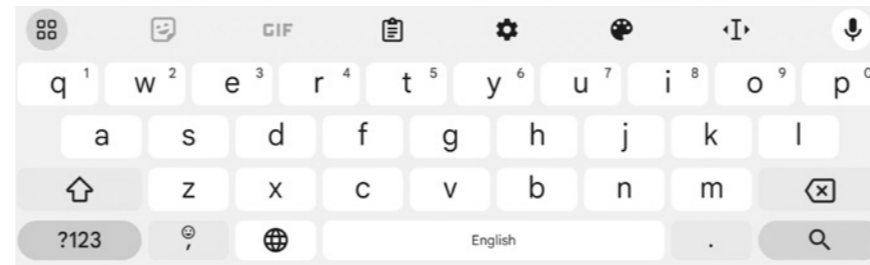 GIF
q 1 w 2 e 3 r 4 t 5 y 6 u 7 i 8 o 9 p 0
a s d f g h j k l
z x c v b n m
?123 , English .